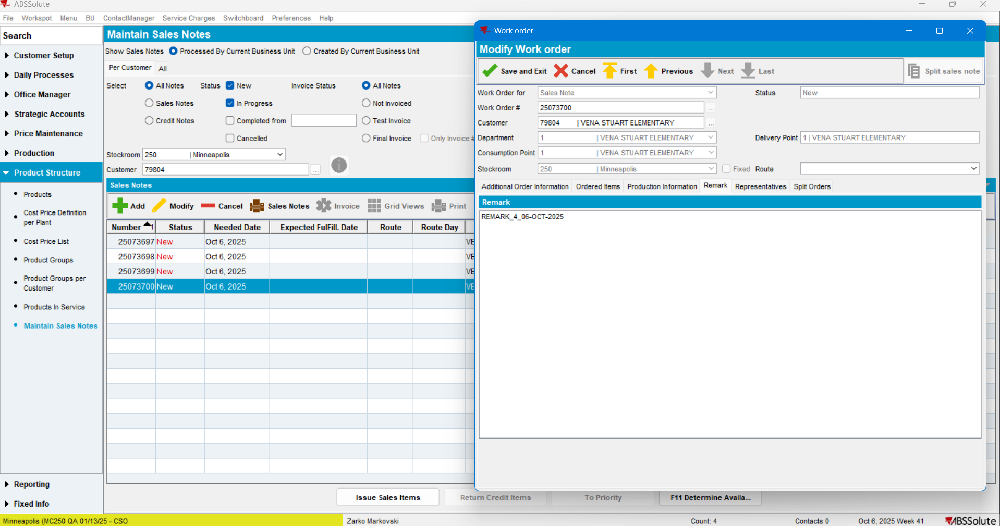 ABSSolute
File Workspot Menu BU ContactManager Service Charges Switchboard Preferences Help
Search
Customer Setup
Daily Processes
Office Manager
Strategic Accounts
Price Maintenance
Production
Product Structure
Products
Cost Price Definition
per Plant
Cost Price List
Product Groups
Product Groups per
Customer
Products In Service
Maintain Sales Notes
Reporting
Fixed Info
Maintain Sales Notes
Show Sales Notes Processed By Current Business Unit Created By Current Business Unit
Per Customer All
Select All Notes Status New Invoice Status All Notes
Sales Notes In Progress Not Invoiced
Credit Notes Completed from Test Invoice
Cancelled Final Invoice Only Invoice #
Stockroom 250 | Minneapolis
Customer 79804 ...
Sales Notes
Add Modify Cancel Sales Notes Invoice Grid Views Print
Number 1 Status Needed Date Expected FulFill. Date Route Route Day
25073697 New Oct 6, 2025 VE
25073698 New Oct 6, 2025 VE
25073699 New Oct 6, 2025 VE
25073700 New Oct 6, 2025 VE
Issue Sales Items Return Credit Items To Priority F11 Determine Availa...
Work order
Modify Work order
Save and Exit Cancel First Previous Next Last Split sales note
Work Order for Sales Note Status New
Work Order # 25073700 ...
Customer 79804 | VENA STUART ELEMENTARY ...
Department 1 | VENA STUART ELEMENTARY Delivery Point 1 | VENA STUART ELEMENTARY
Consumption Point 1 | VENA STUART ELEMENTARY
Stockroom 250 | Minneapolis Fixed Route
Additional Order Information Ordered Items Production Information Remark Representatives Split Orders
Remark
REMARK_4_06-OCT-2025
Minneapolis (MC250 QA 01/13/25 - CSO Zarko Markovski Count: 4 Contacts 0 Oct 6, 2025 Week 41 ABSSolute